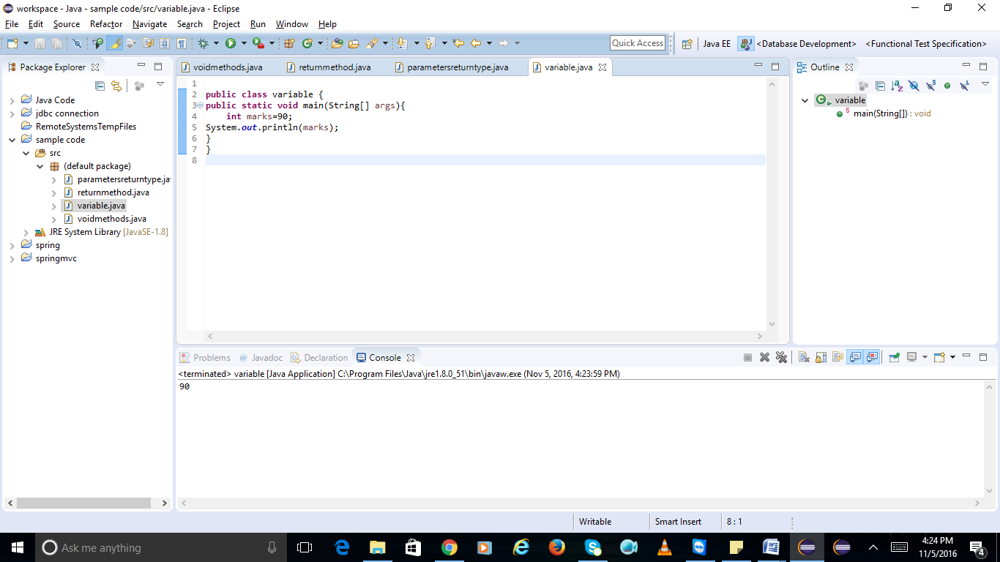 workspace - Java - sample code/src/variable.java - Eclipse
File Edit Source Refactor Navigate Search Project Run Window Help
Quick Access
Java EE
<Database Development>
<Functional Test Specification>
Package Explorer
Java Code
jdbc connection
RemoteSystemsTempFiles
sample code
src
(default package)
parametersreturntype.jav
returnmethod.java
variable.java
voidmethods.java
JRE System Library [JavaSE-1.8]
spring
springmvc
voidmethods.java returnmethod.java parametersreturntype.java variable.java
1
2 public class variable {
3 public static void main(String[] args){
4     int marks=90;
5 System.out.println(marks);
6 }
7 }
8
Outline
variable
main(String[]) : void
Problems @ Javadoc Declaration Console
<terminated> variable [Java Application] C:\Program Files\Java\jre1.8.0_51\bin\javaw.exe (Nov 5, 2016, 4:23:59 PM)
90
Writable Smart Insert 8 : 1
Ask me anything
4:24 PM
11/5/2016
4